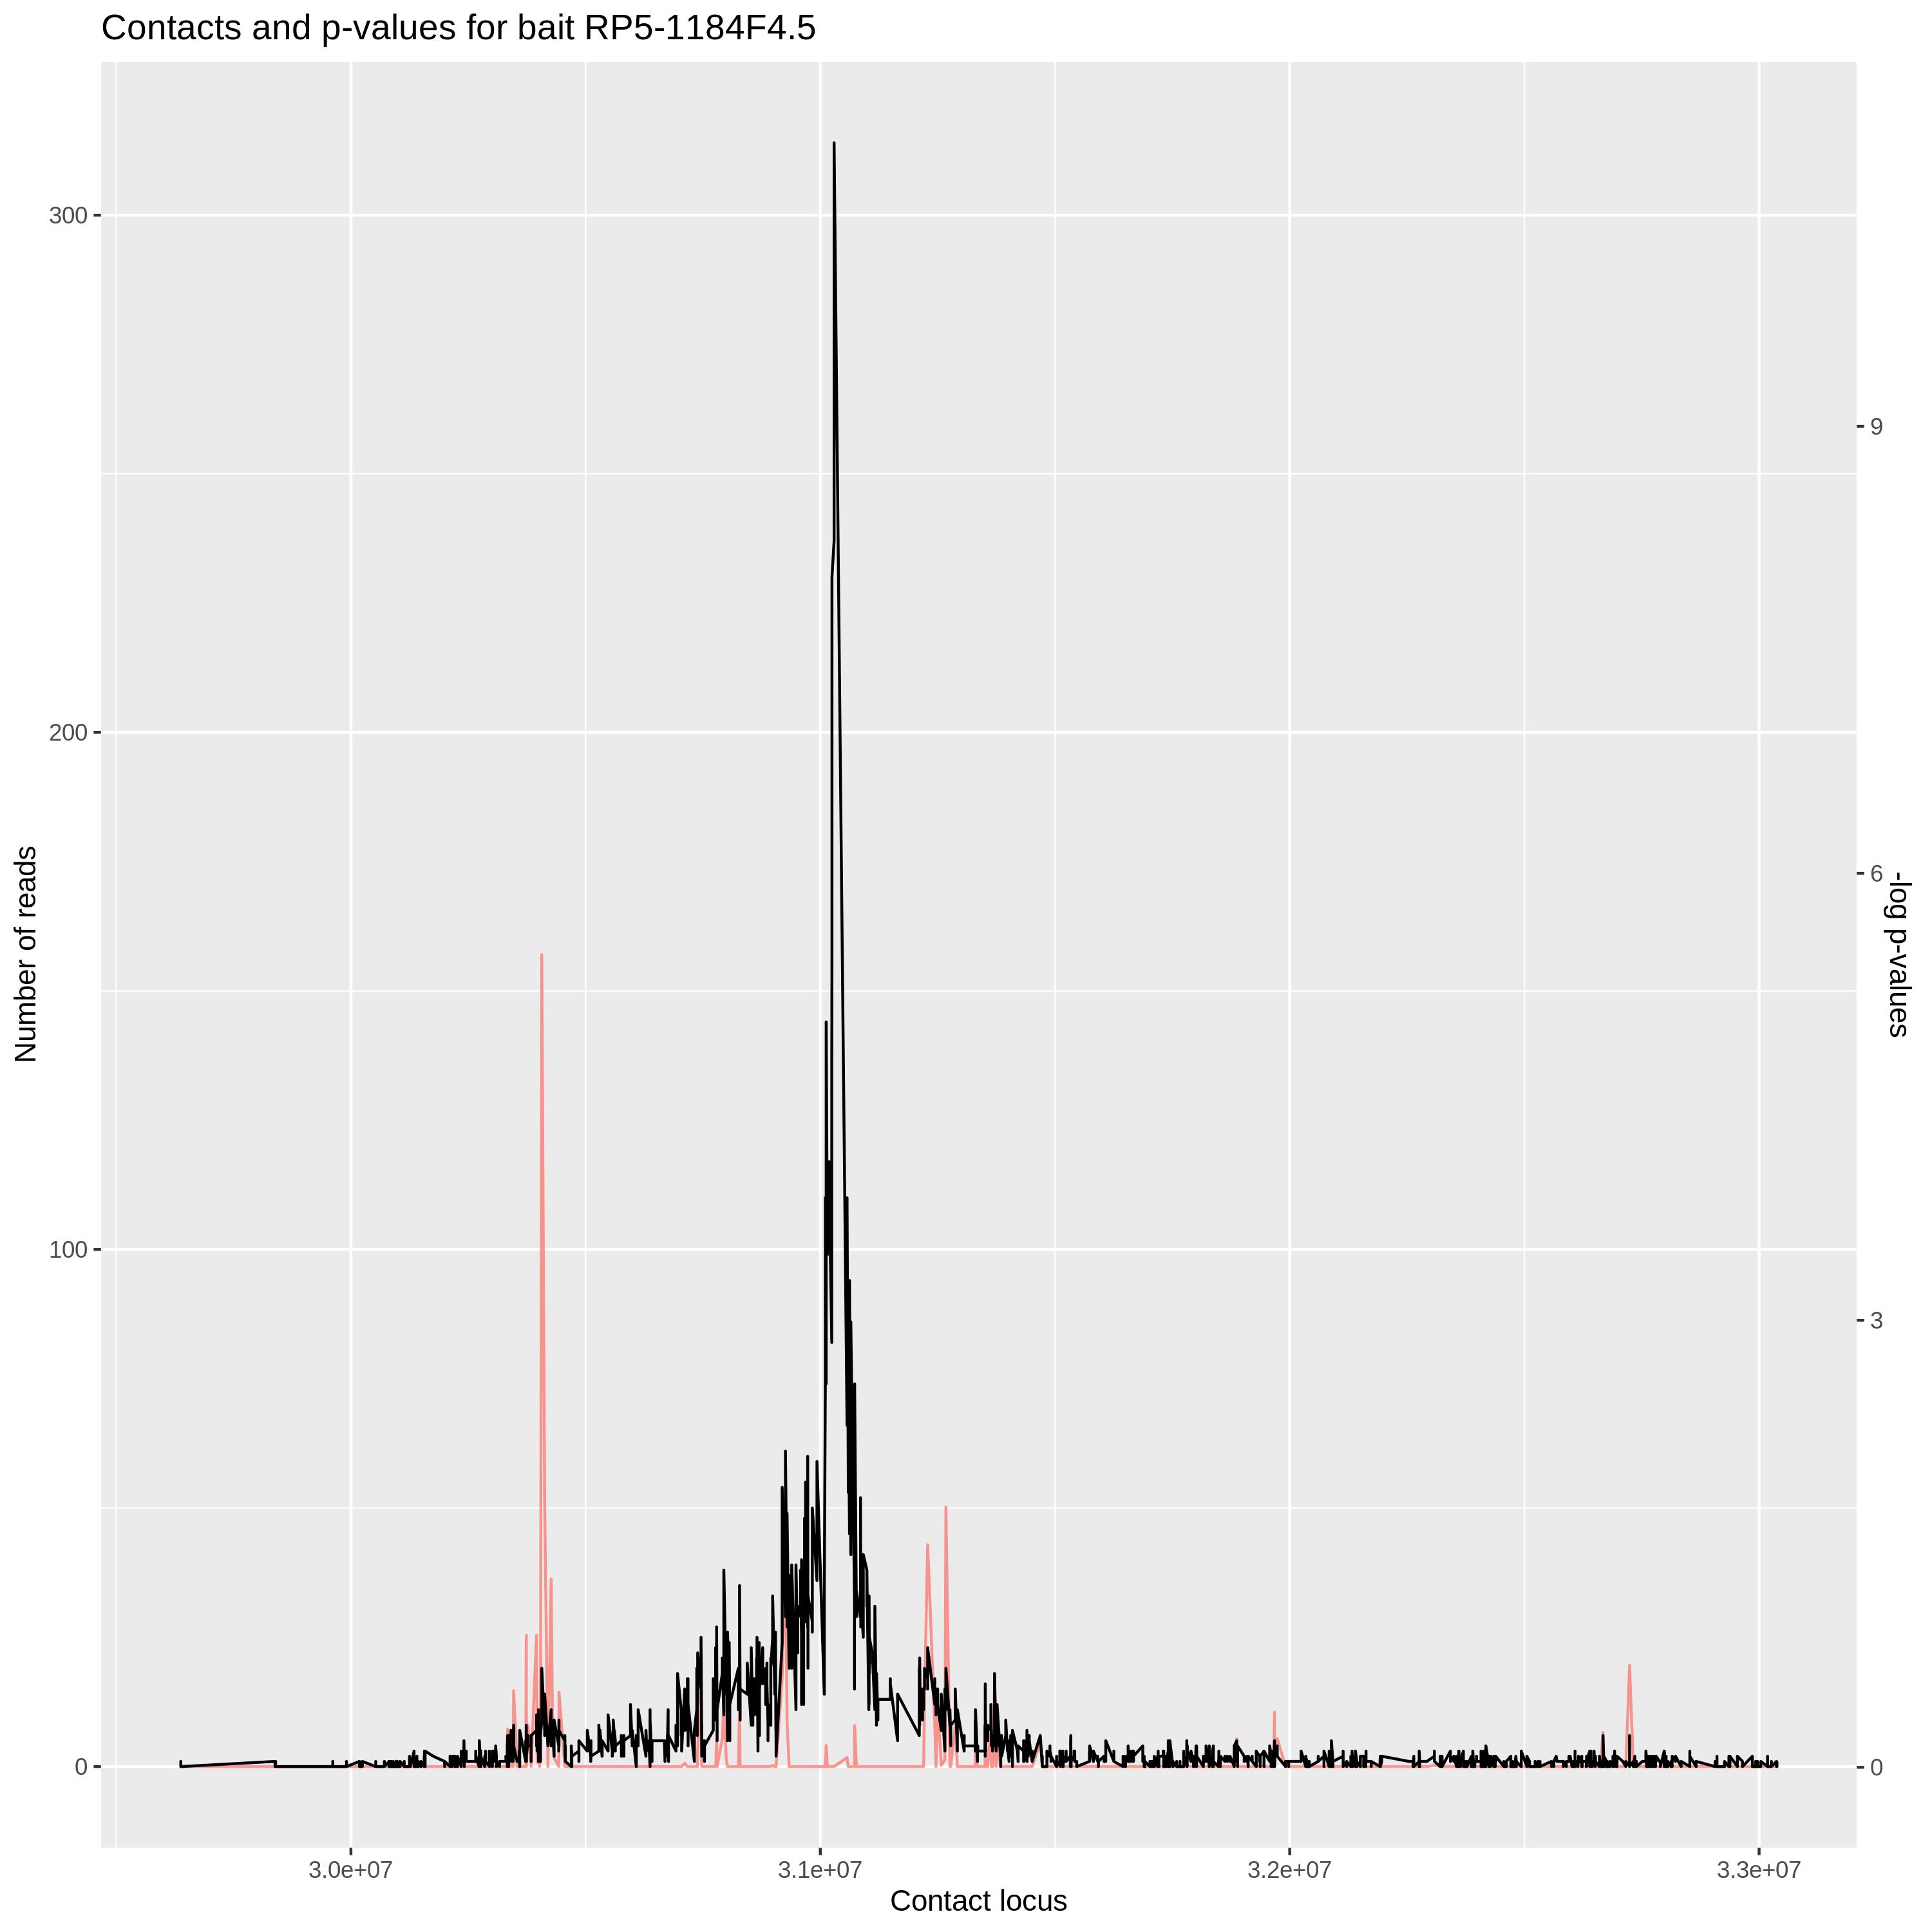 Contacts and p-values for bait RP5-1184F4.5
Number of reads
300
200
100
0
9
6
3
0
-log p-values
3.0e+07
3.1e+07
3.2e+07
3.3e+07
Contact locus